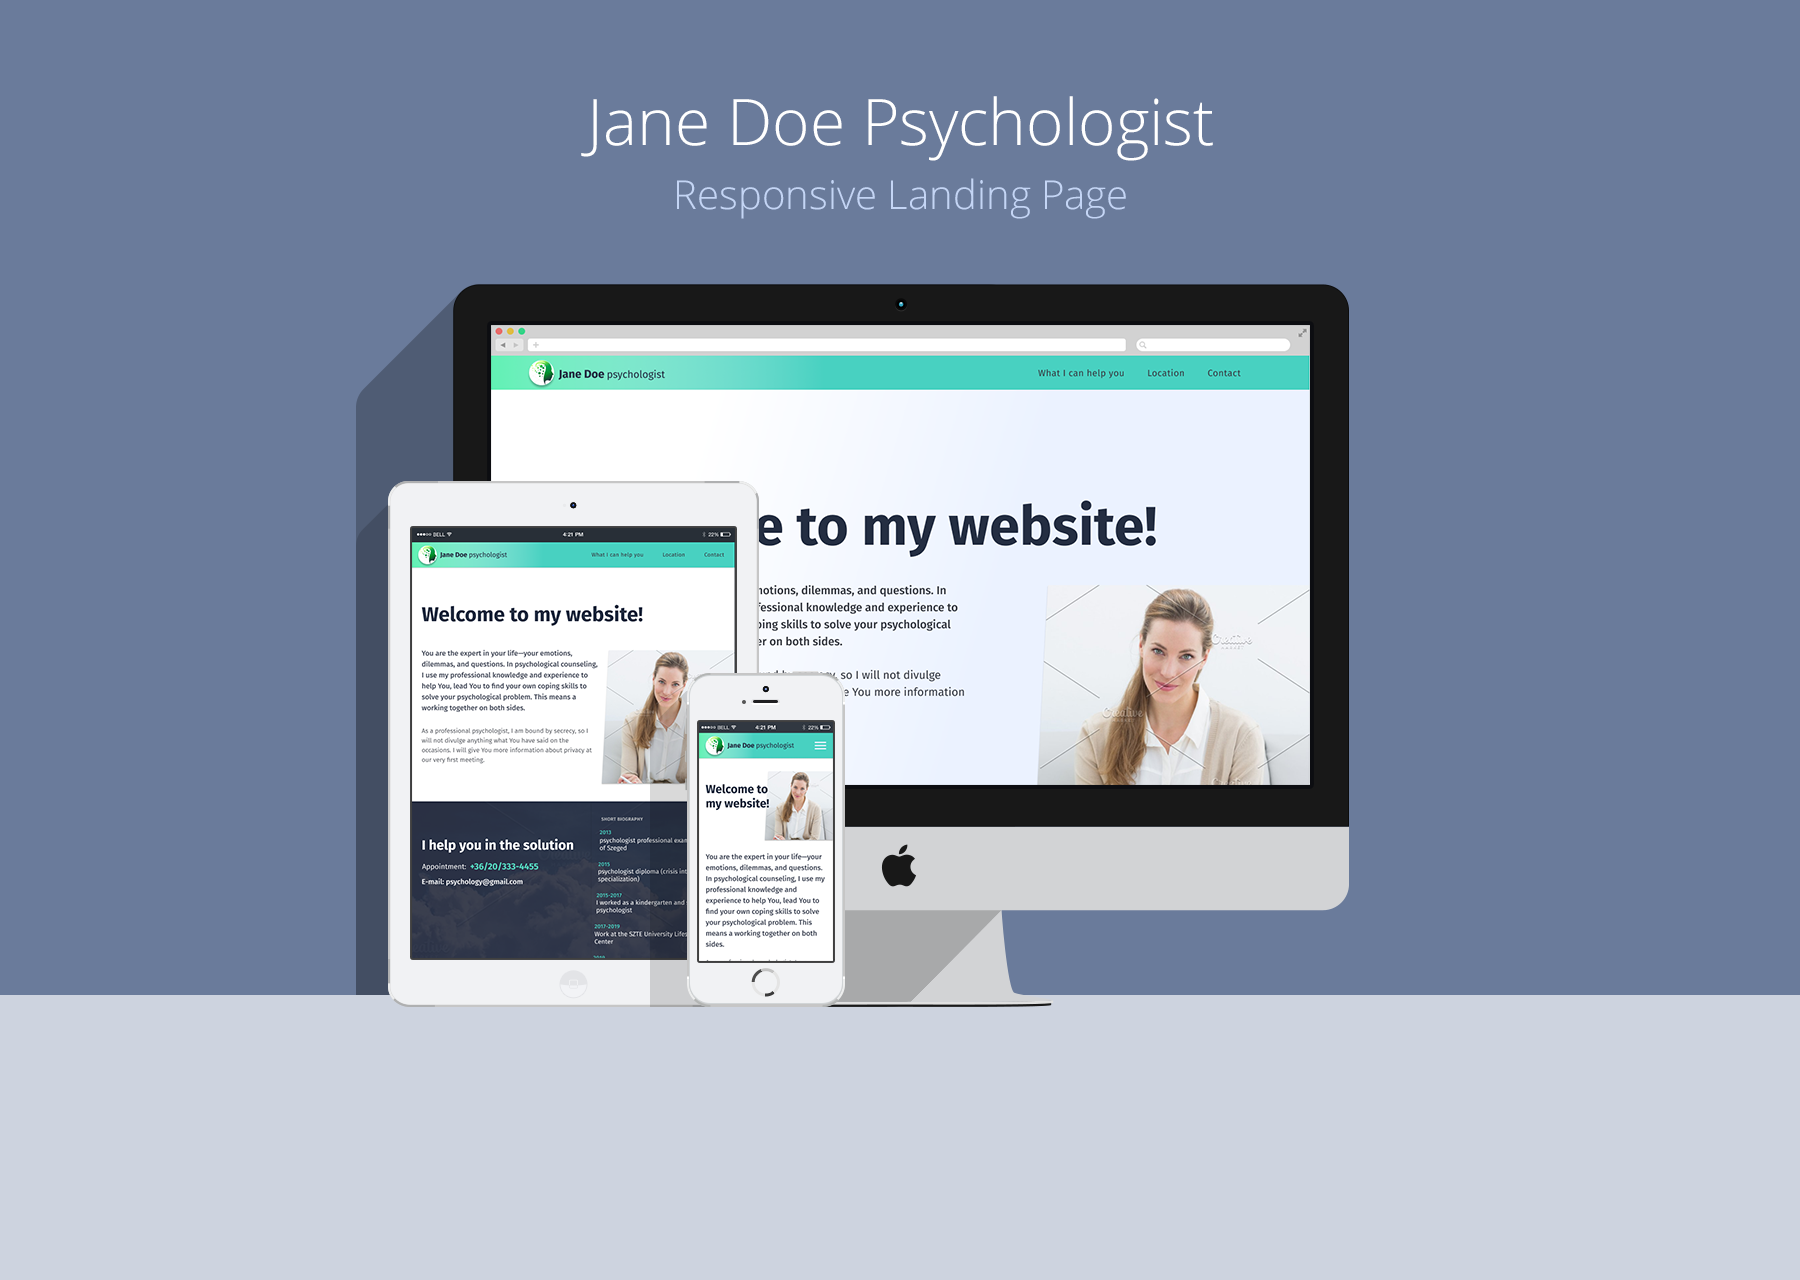 Jane Doe Psychologist
Responsive Landing Page
Jane Doe psychologist
What I can help you
Location
Contact
e to my website!
notions, dilemmas, and questions. In
fessional knowledge and experience to
ping skills to solve your psychological
er on both sides.
so I will not divulge
e You more information
Creative
MARKET
Creative
Creative
BELL
4:21 PM
22%
Jane Doe psychologist
What I can help you
Location
Contact
Welcome to my website!
You are the expert in your life—your emotions,
dilemmas, and questions. In psychological counseling,
I use my professional knowledge and experience to
help You, lead You to find your own coping skills to
solve your psychological problem. This means a
working together on both sides.
As a professional psychologist, I am bound by secrecy, so I
will not divulge anything what You have said on the
occasions. I will give You more information about privacy at
our very first meeting.
I help you in the solution
Appointment: +36/20/333-4455
E-mail: psychology@gmail.com
SHORT BIOGRAPHY
2013
psychologist professional exam
of Szeged
2015
psychologist diploma (crisis int
specialization)
2015-2017
I worked as a kindergarten and
psychologist
2017-2019
Work at the SZTE University Lifes
Center
BELL
4:21 PM
22%
Jane Doe psychologist
Welcome to
my website!
You are the expert in your life—your
emotions, dilemmas, and questions.
In psychological counseling, I use my
professional knowledge and
experience to help You, lead You to
find your own coping skills to solve
your psychological problem. This
means a working together on both
sides.